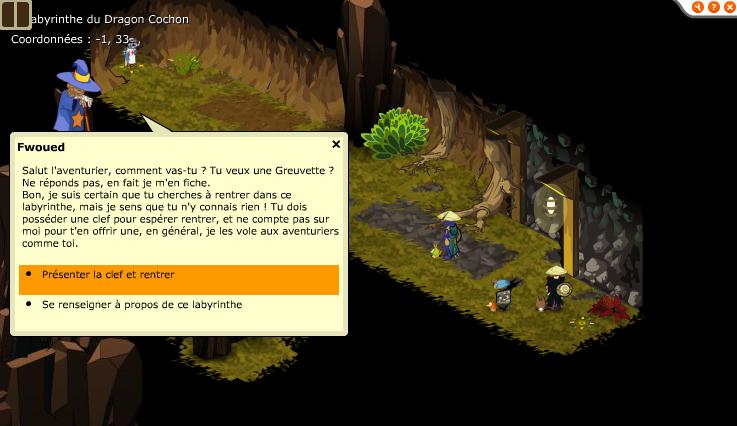 abyrinthe du Dragon Cochon
Coordonnées : -1, 33
Fwoued
Salut l'aventurier, comment vas-tu ? Tu veux une Greuvette ?
Ne réponds pas, en fait je m'en fiche.
Bon, je suis certain que tu cherches à rentrer dans ce
labyrinthe, mais je sens que tu n'y connais rien ! Tu dois
posséder une clef pour espérer rentrer, et ne compte pas sur
moi pour t'en offrir une, en général, je les vole aux aventuriers
comme toi.
Présenter la clef et rentrer
Se renseigner à propos de ce labyrinthe